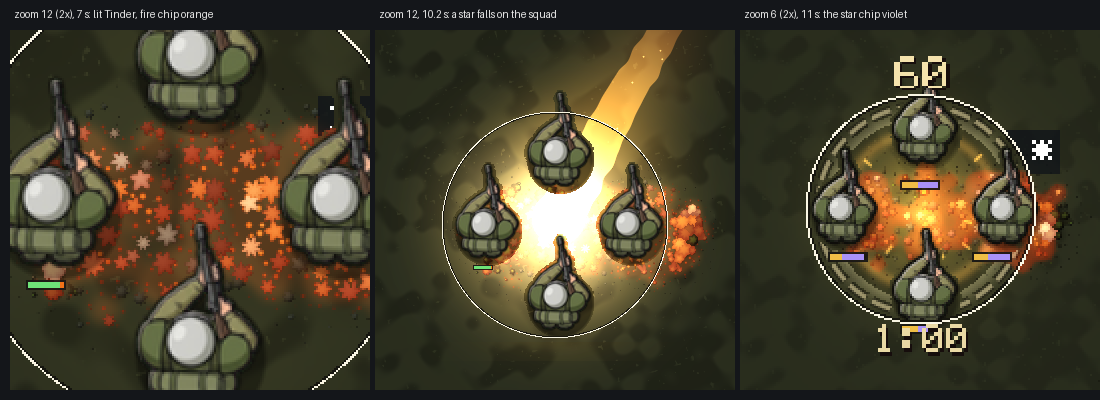 zoom 12 (2x), 7 s: lit Tinder, fire chip orange
zoom 12, 10.2 s: a star falls on the squad
zoom 6 (2x), 11 s: the star chip violet
60
1:00